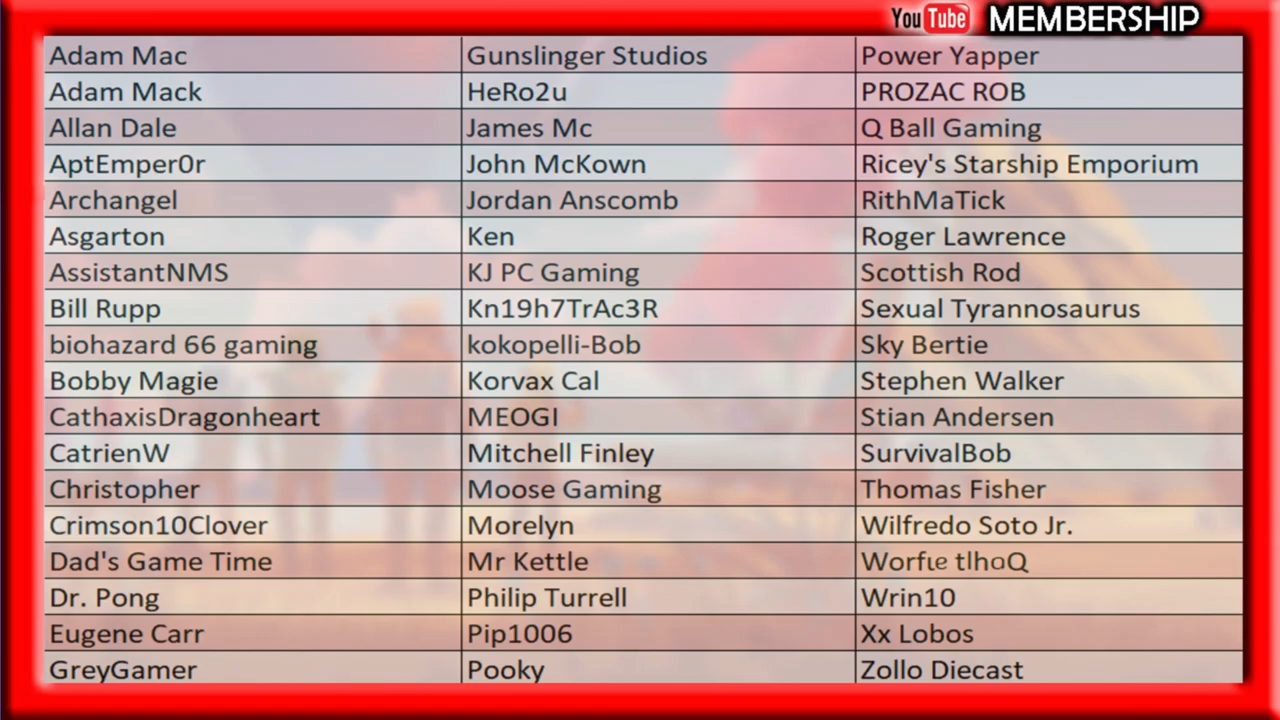 YouTube MEMBERSHIP
Adam Mac Gunslinger Studios Power Yapper
Adam Mack HeRo2u PROZAC ROB
Allan Dale James Mc Q Ball Gaming
AptEmper0r John McKown Ricey's Starship Emporium
Archangel Jordan Anscomb RithMaTick
Asgarton Ken Roger Lawrence
AssistantNMS KJ PC Gaming Scottish Rod
Bill Rupp Kn19h7TrAc3R Sexual Tyrannosaurus
biohazard 66 gaming kokopelli-Bob Sky Bertie
Bobby Magie Korvax Cal Stephen Walker
CathaxisDragonheart MEOGI Stian Andersen
CatrienW Mitchell Finley SurvivalBob
Christopher Moose Gaming Thomas Fisher
Crimson10Clover Morelyn Wilfredo Soto Jr.
Dad's Game Time Mr Kettle Worfιe tlhɑQ
Dr. Pong Philip Turrell Wrin10
Eugene Carr Pip1006 Xx Lobos
GreyGamer Pooky Zollo Diecast